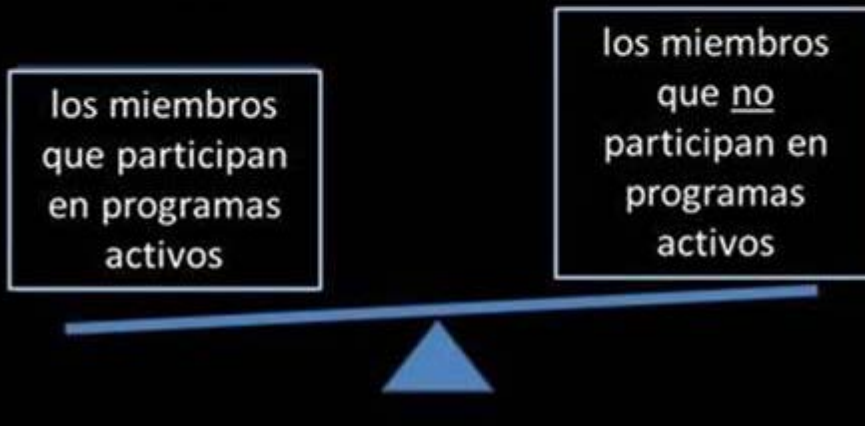 los miembros
que participan
en programas
activos
los miembros
que no
participan en
programas
activos